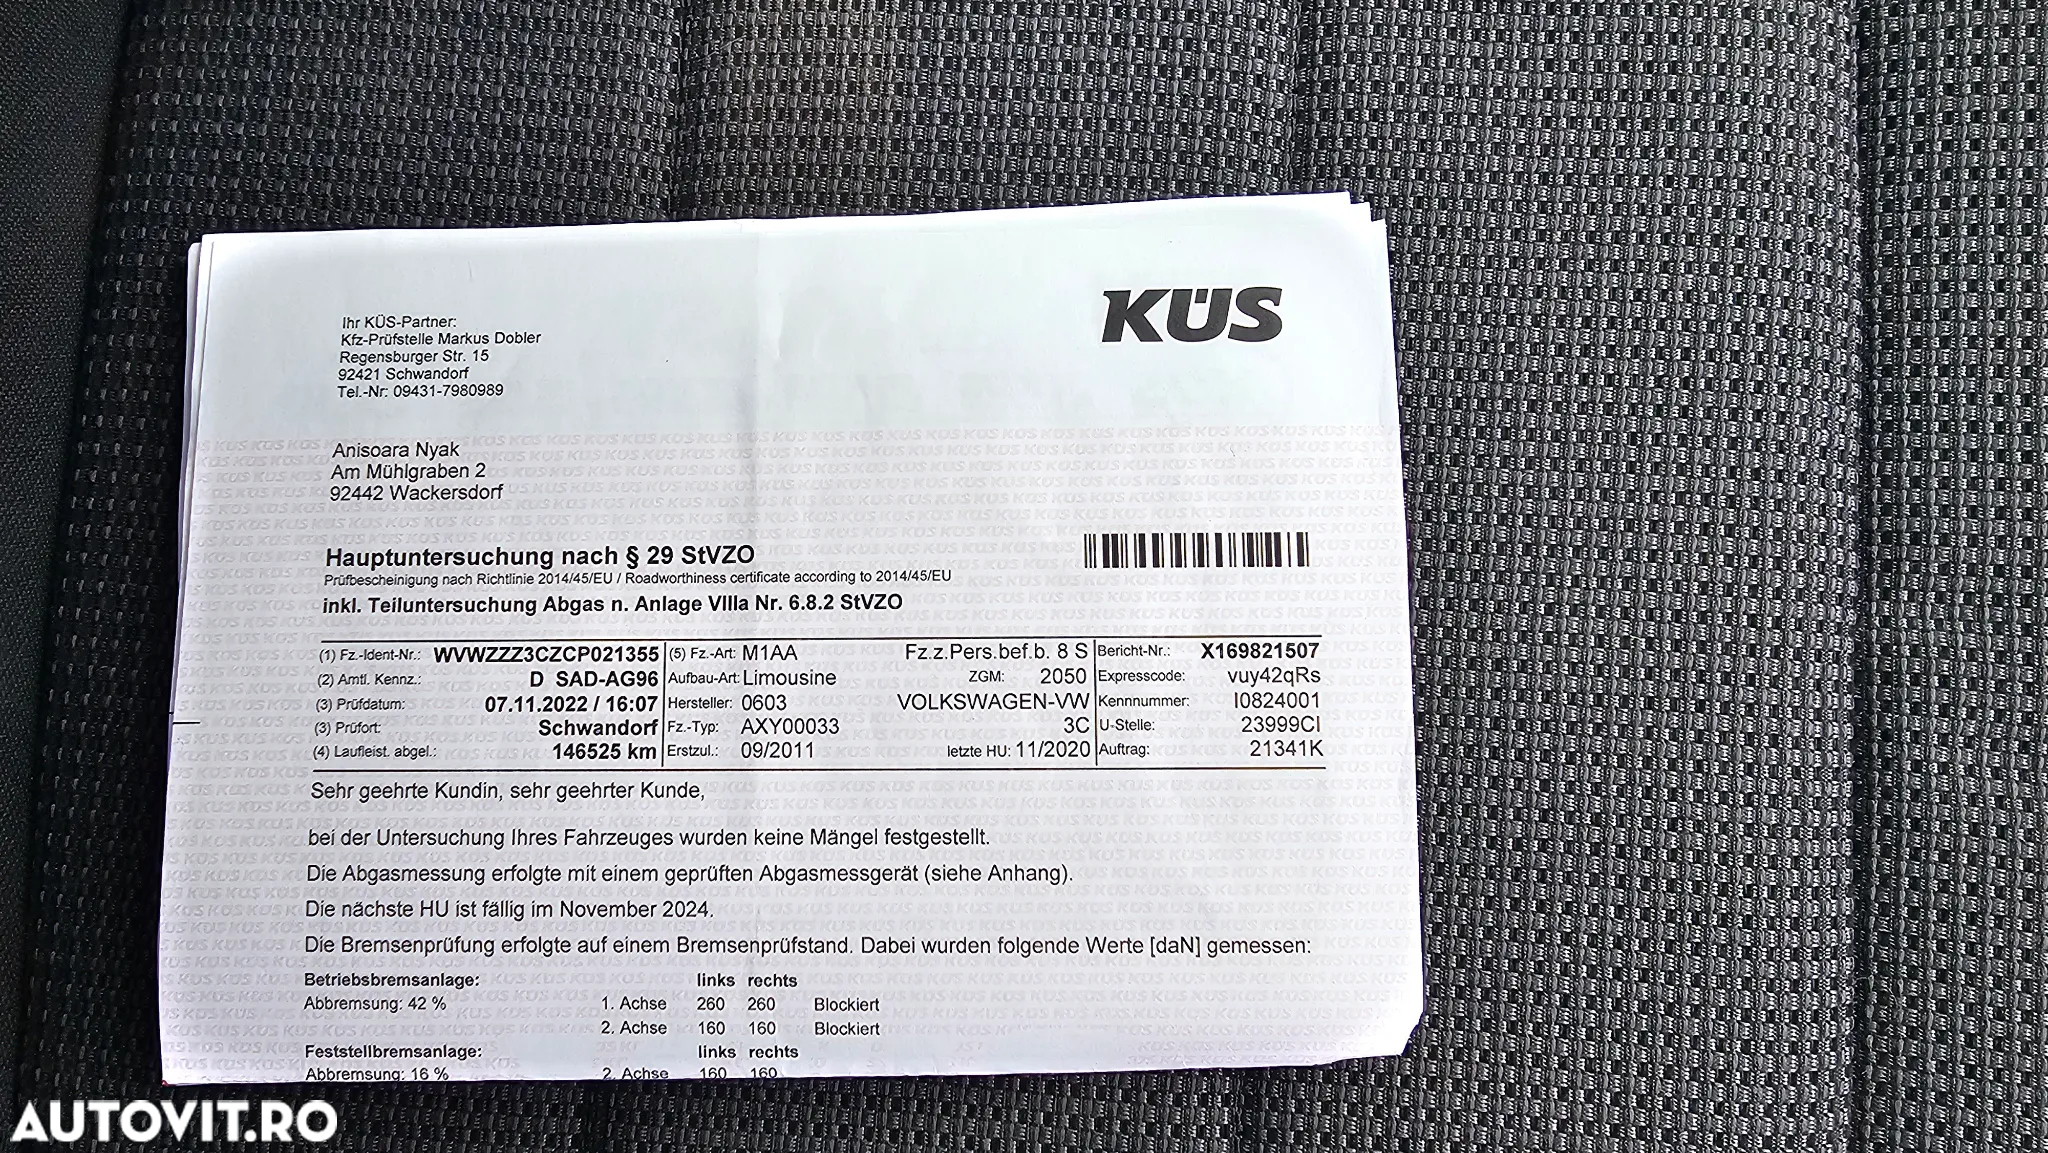 KÜS
Ihr KÜS-Partner:
Kfz-Prüfstelle Markus Dobler
Regensburger Str. 15
92421 Schwandorf
Tel.-Nr: 09431-7980989
Anisoara Nyak
Am Mühlgraben 2
92442 Wackersdorf
Hauptuntersuchung nach § 29 StVZO
Prüfbescheinigung nach Richtlinie 2014/45/EU / Roadworthiness certificate according to 2014/45/EU
inkl. Teiluntersuchung Abgas n. Anlage VIIIa Nr. 6.8.2 StVZO
(1) Fz.-Ident-Nr.: WVWZZZ3CZCP021355 (5) Fz.-Art: M1AA Fz.z.Pers.bef.b. 8 S Bericht-Nr.: X169821507
(2) Amtl. Kennz.: D SAD-AG96 Aufbau-Art: Limousine ZGM: 2050 Expresscode: vuy42qRs
(3) Prüfdatum: 07.11.2022 / 16:07 Hersteller: 0603 VOLKSWAGEN-VW Kennnummer: I0824001
(3) Prüfort: Schwandorf Fz.-Typ: AXY00033 3C U-Stelle: 23999CI
(4) Laufleist. abgel.: 146525 km Erstzul.: 09/2011 letzte HU: 11/2020 Auftrag: 21341K
Sehr geehrte Kundin, sehr geehrter Kunde,
bei der Untersuchung Ihres Fahrzeuges wurden keine Mängel festgestellt.
Die Abgasmessung erfolgte mit einem geprüften Abgasmessgerät (siehe Anhang).
Die nächste HU ist fällig im November 2024.
Die Bremsenprüfung erfolgte auf einem Bremsenprüfstand. Dabei wurden folgende Werte [daN] gemessen:
Betriebsbremsanlage: links rechts
Abbremsung: 42 % 1. Achse 260 260 Blockiert
2. Achse 160 160 Blockiert
Feststellbremsanlage: links rechts
Abbremsung: 16 % 2. Achse 160 160
AUTOVIT.RO